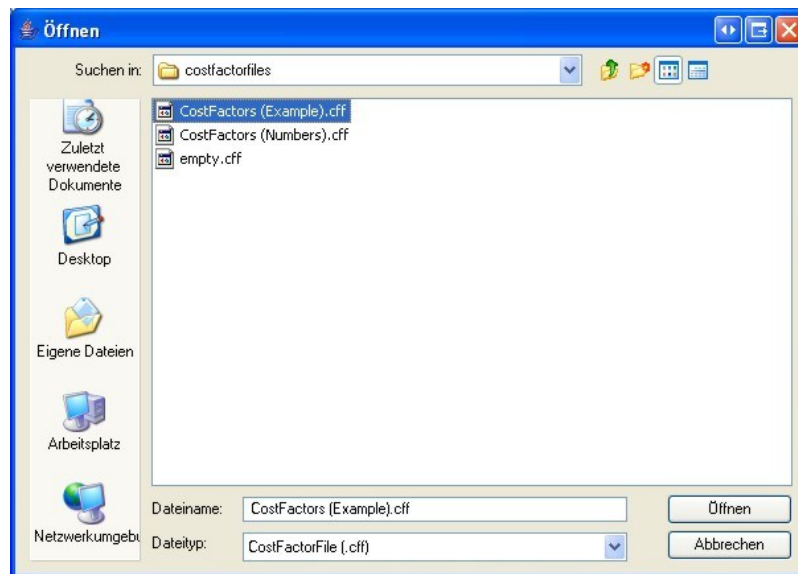 Öffnen
Suchen in:
costfactorfiles
Zuletzt
verwendete
Dokumente
Desktop
Eigene Dateien
Arbeitsplatz
Netzwerkumgebu
CostFactors (Example).cff
CostFactors (Numbers).cff
empty.cff
Dateiname:
CostFactors (Example).cff
Öffnen
Dateityp:
CostFactorFile (.cff)
Abbrechen